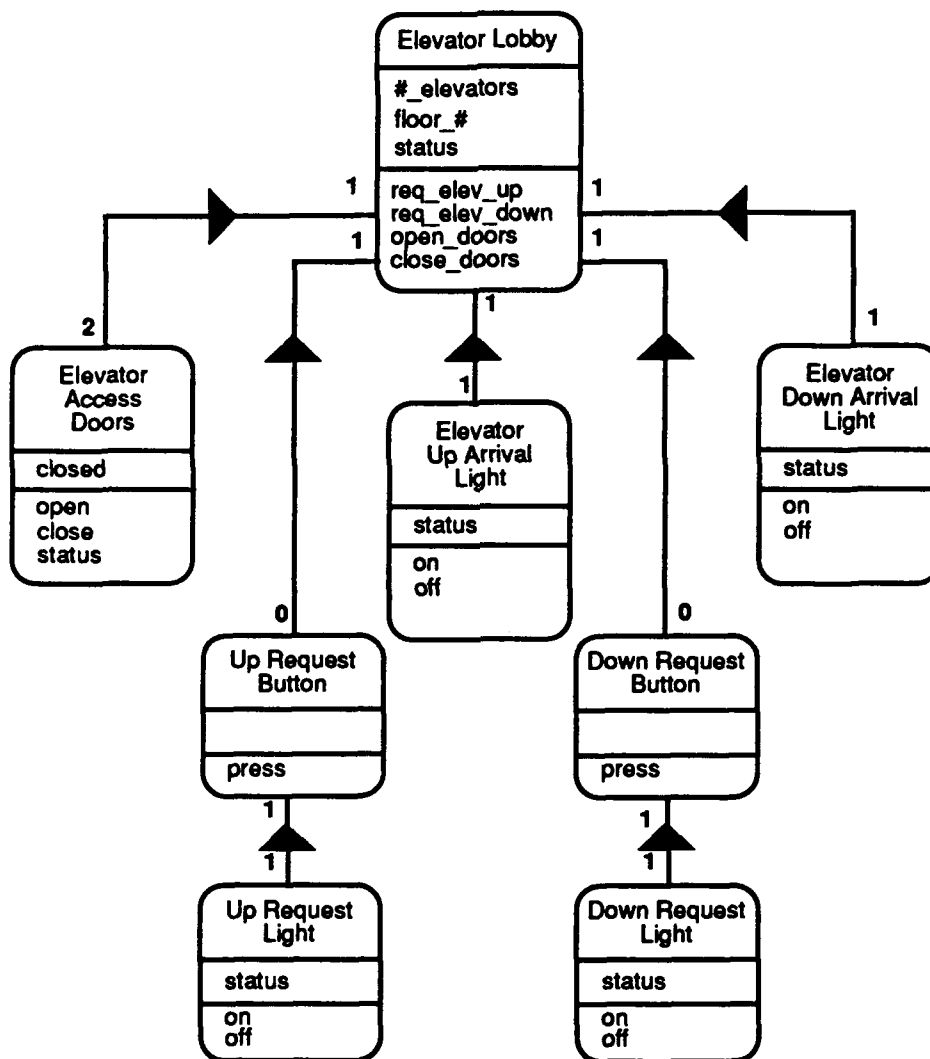 Elevator Lobby
#_elevators
floor_#
status
req_elev_up
req_elev_down
open_doors
close_doors
1
1
1
1
1
2
Elevator
Access
Doors
closed
open
close
status
1
Elevator
Up Arrival
Light
status
on
off
1
Elevator
Down Arrival
Light
status
on
off
0
Up Request
Button
press
0
Down Request
Button
press
1
1
Up Request
Light
status
on
off
1
1
Down Request
Light
status
on
off